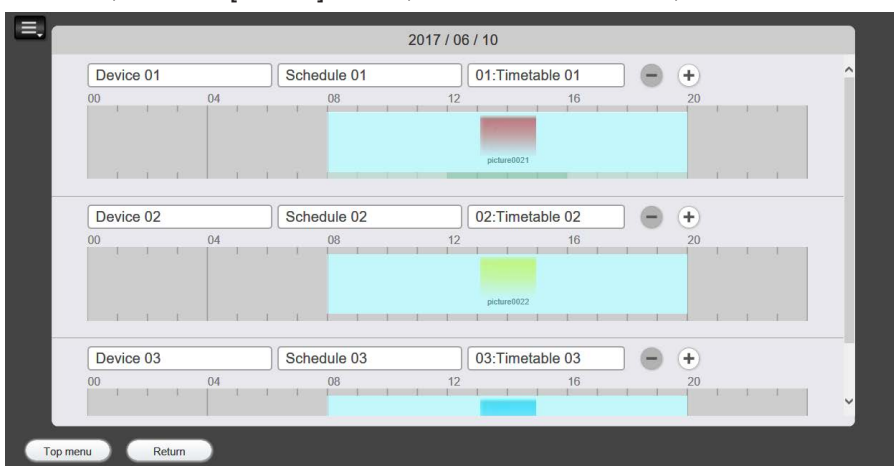 2017 / 06 / 10
Device 01 Schedule 01 01:Timetable 01
00 04 08 12 16 20
picture0021
Device 02 Schedule 02 02:Timetable 02
00 04 08 12 16 20
picture0022
Device 03 Schedule 03 03:Timetable 03
00 04 08 12 16 20
Top menu Return